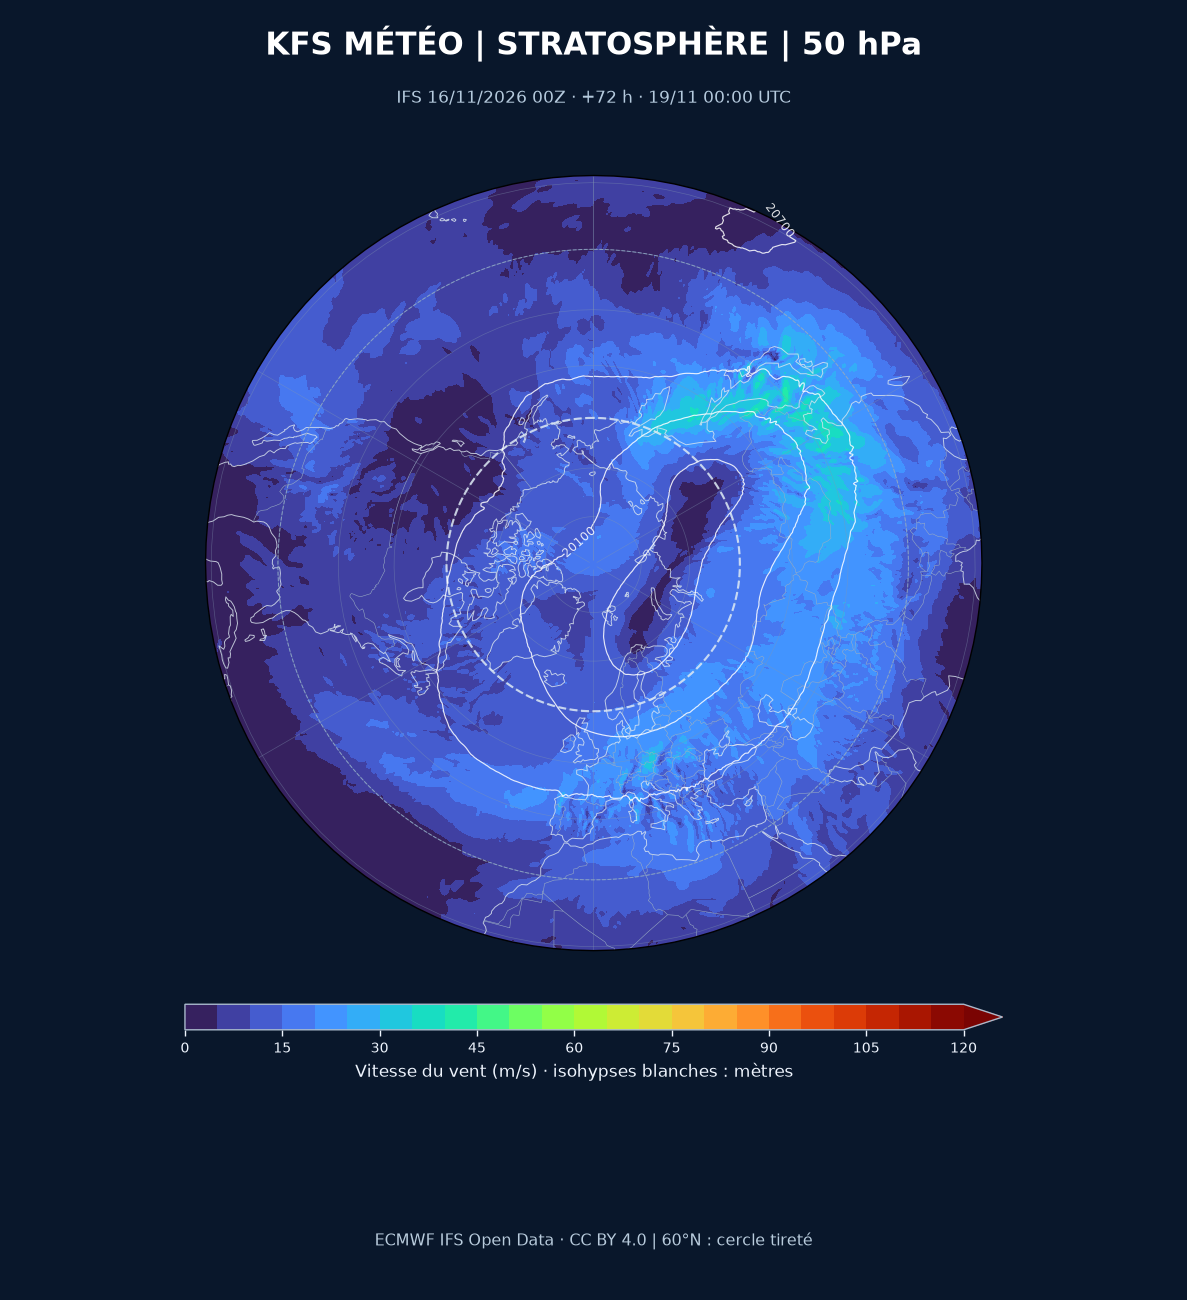 KFS MÉTÉO | STRATOSPHÈRE | 50 hPa
IFS 16/11/2026 00Z · +72 h · 19/11 00:00 UTC
20700
20100
0 15 30 45 60 75 90 105 120
Vitesse du vent (m/s) · isohypses blanches : mètres
ECMWF IFS Open Data · CC BY 4.0 | 60°N : cercle tireté